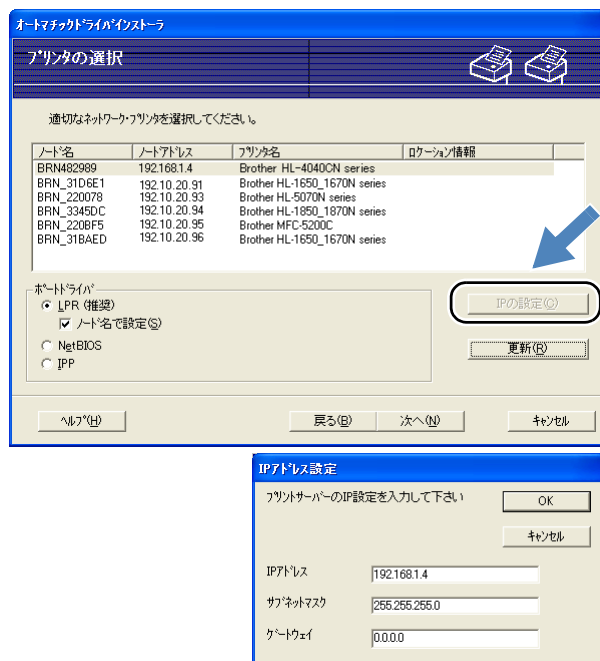 オートマチックドライバインストーラ
プリンタの選択
適切なネットワーク・プリンタを選択してください。
ノード名 ノードアドレス プリンタ名 ロケーション情報
BRN482989 192.168.1.4 Brother HL-4040CN series
BRN_31D6E1 192.10.20.91 Brother HL-1650_1670N series
BRN_220078 192.10.20.93 Brother HL-5070N series
BRN_3345DC 192.10.20.94 Brother HL-1850_1870N series
BRN_220BF5 192.10.20.95 Brother MFC-5200C
BRN_31BAED 192.10.20.96 Brother HL-1650_1670N series
ポートドライバ
LPR (推奨)
ノード名で設定(S)
NetBIOS
IPP
IPの設定(C)
更新(R)
ヘルプ(H) 戻る(B) 次へ(N) キャンセル
IPアドレス設定
プリントサーバーのIP設定を入力して下さい
OK
キャンセル
IPアドレス 192.168.1.4
サブネットマスク 255.255.255.0
ゲートウェイ 0.0.0.0